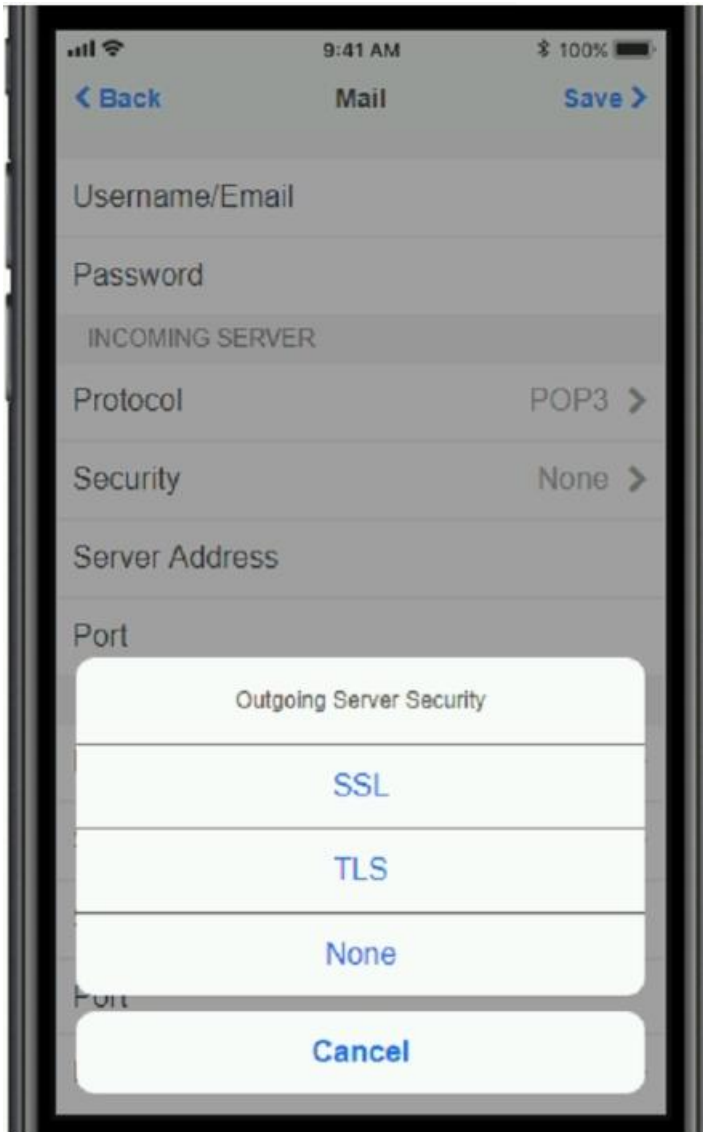 9:41 AM
100%
Back
Mail
Save
Username/Email
Password
INCOMING SERVER
Protocol
POP3
Security
None
Server Address
Port
Outgoing Server Security
SSL
TLS
None
Port
Cancel